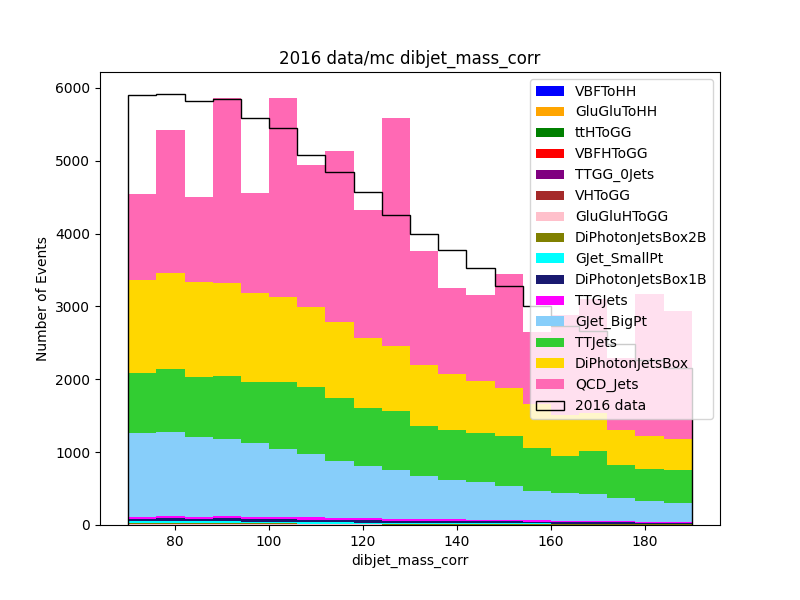 2016 data/mc dibjet_mass_corr
6000
5000
4000
3000
2000
1000
0
Number of Events
80
100
120
140
160
180
dibjet_mass_corr
VBFToHH
GluGluToHH
ttHToGG
VBFHToGG
TTGG_0Jets
VHToGG
GluGluHToGG
DiPhotonJetsBox2B
GJet_SmallPt
DiPhotonJetsBox1B
TTGJets
GJet_BigPt
TTJets
DiPhotonJetsBox
QCD_Jets
2016 data